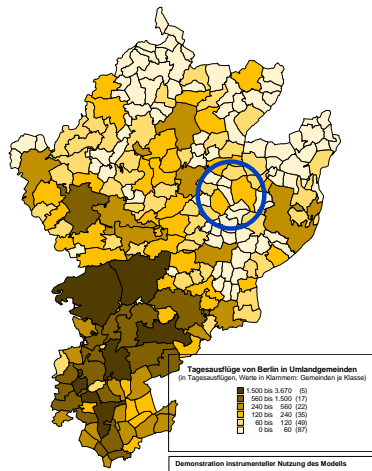 Tagesausflüge von Berlin in Umlandgemeinden
(in Tagesausflügen, Werte in Klammern: Gemeinden je Klasse)
1.500 bis 3.670 (5)
560 bis 1.500 (17)
240 bis 560 (22)
120 bis 240 (35)
60 bis 120 (49)
0 bis 60 (87)
Demonstration instrumenteller Nutzung des Modells